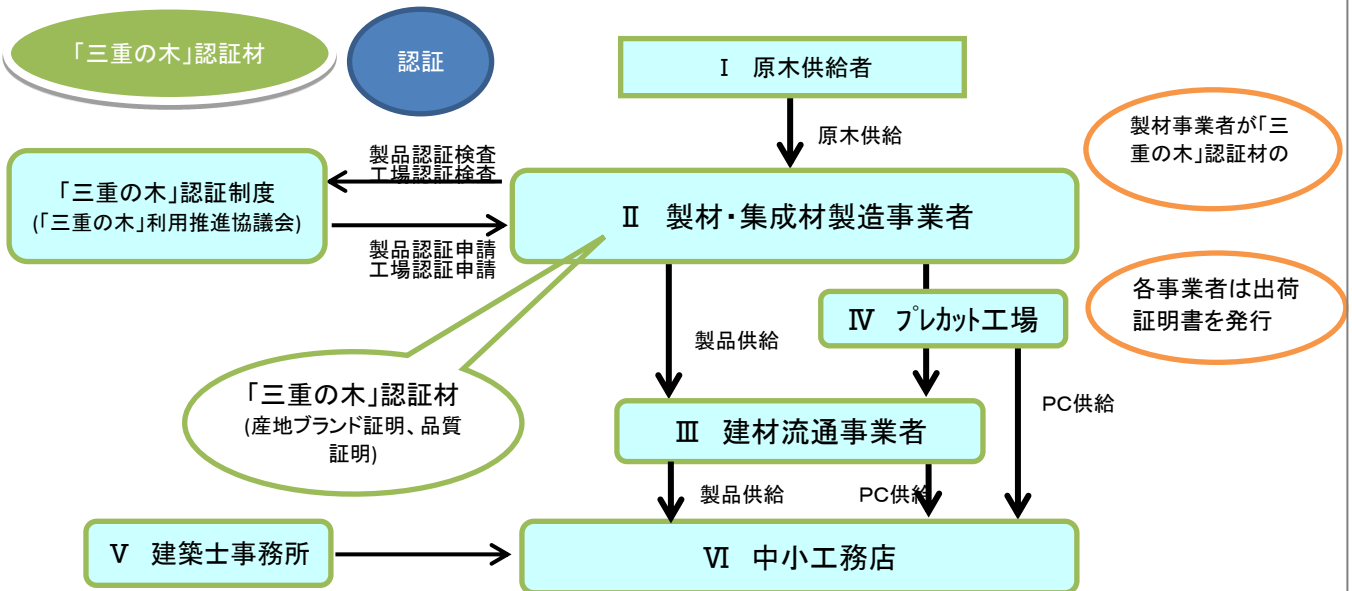 「三重の木」認証材
認証
Ⅰ 原木供給者
原木供給
製材事業者が「三
重の木」認証材の
製品認証検査
工場認証検査
「三重の木」認証制度
(「三重の木」利用推進協議会)
Ⅱ 製材・集成材製造事業者
製品認証申請
工場認証申請
各事業者は出荷
証明書を発行
Ⅳ プレカット工場
製品供給
「三重の木」認証材
(産地ブランド証明、品質
証明)
PC供給
Ⅲ 建材流通事業者
製品供給
PC供給
Ⅴ 建築士事務所
Ⅵ 中小工務店